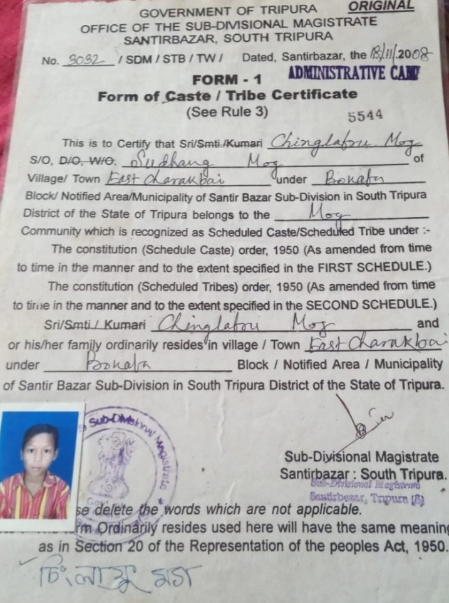 ORIGINAL
GOVERNMENT OF TRIPURA
OFFICE OF THE SUB-DIVISIONAL MAGISTRATE
SANTIRBAZAR, SOUTH TRIPURA
No. 3032 / SDM / STB / TW / Dated, Santirbazar, the 18/11/2008
ADMINISTRATIVE CAMP
FORM - 1
Form of Caste / Tribe Certificate
(See Rule 3)
5544
This is to Certify that Sri/Smti./Kumari Chinglafru Mog
S/O, D/O, W/O. Mog of
Village/ Town East Charakbai under Bokafa
Block/ Notified Area/Municipality of Santir Bazar Sub-Division in South Tripura
District of the State of Tripura belongs to the Mog
Community which is recognized as Scheduled Caste/Scheduled Tribe under :-
The constitution (Schedule Caste) order, 1950 (As amended from time
to time in the manner and to the extent specified in the FIRST SCHEDULE.)
The constitution (Scheduled Tribes) order, 1950 (As amended from time
to time in the manner and to the extent specified in the SECOND SCHEDULE.)
Sri/Smti / Kumari Chinglafru Mog and
or his/her family ordinarily resides in village / Town East Charakbai
under Bokafa Block / Notified Area / Municipality
of Santir Bazar Sub-Division in South Tripura District of the State of Tripura.
Sub-Divisional Magistrate
Sub-Divisional Magistrate
Santirbazar : South Tripura.
Sub-Divisional Magistrate
Santirbazar, Tripura (S)
se delete the words which are not applicable.
rm Ordinarily resides used here will have the same meaning
as in Section 20 of the Representation of the peoples Act, 1950.
চিংলাফ্রু মগ